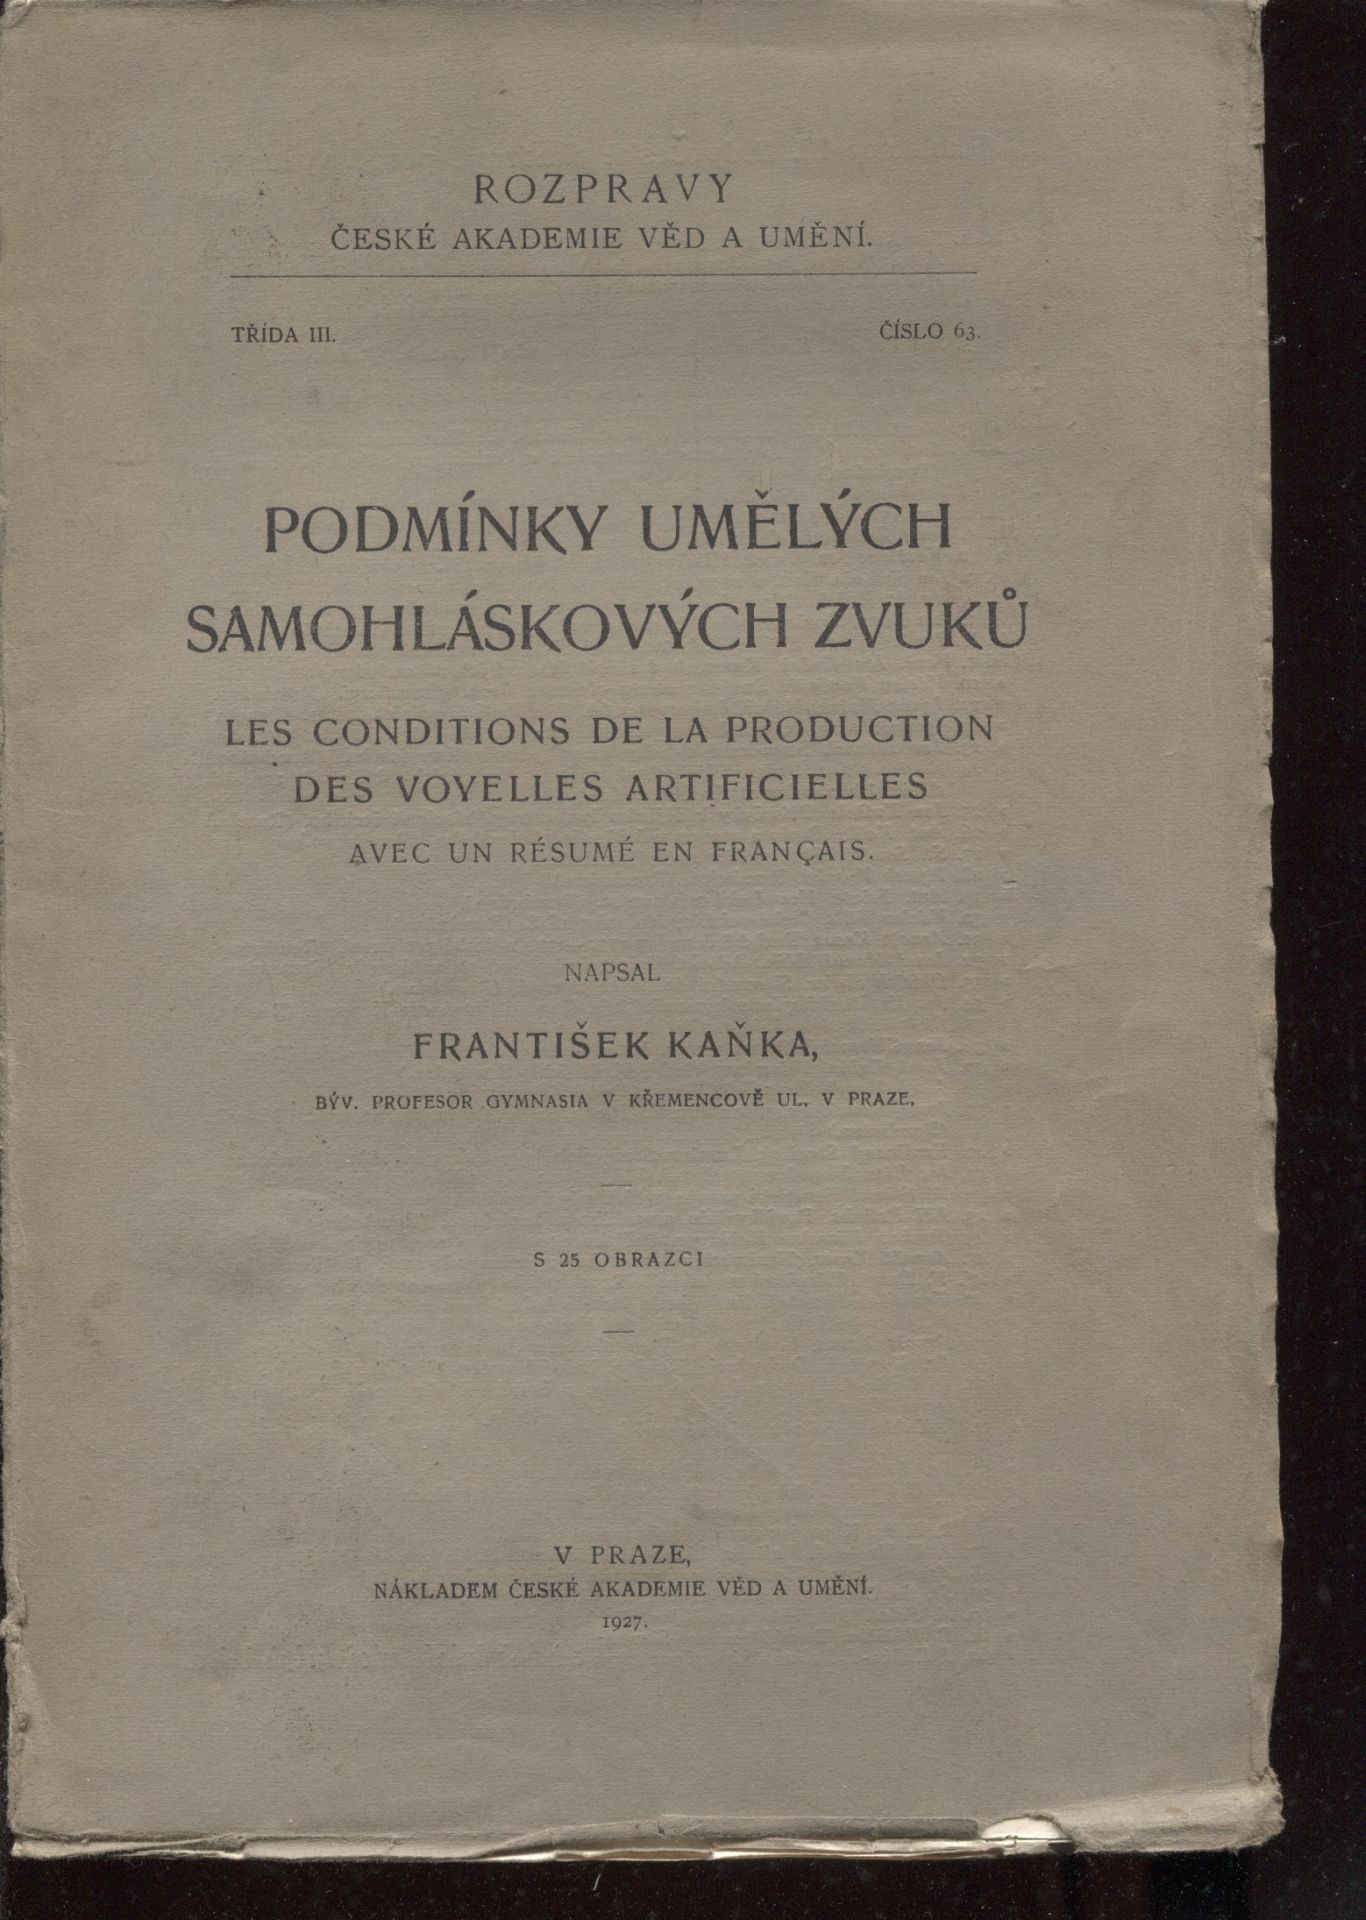 ROZPRAVY
ČESKÉ AKADEMIE VĚD A UMĚNÍ.
TŘÍDA III. ČÍSLO 63.
PODMÍNKY UMĚLÝCH
SAMOHLÁSKOVÝCH ZVUKŮ
LES CONDITIONS DE LA PRODUCTION
DES VOYELLES ARTIFICIELLES
AVEC UN RÉSUMÉ EN FRANÇAIS.
NAPSAL
FRANTIŠEK KAŇKA,
BÝV. PROFESOR GYMNASIA V KŘEMENCOVĚ UL. V PRAZE.
S 25 OBRAZCI
V PRAZE,
NÁKLADEM ČESKÉ AKADEMIE VĚD A UMĚNÍ.
1927.